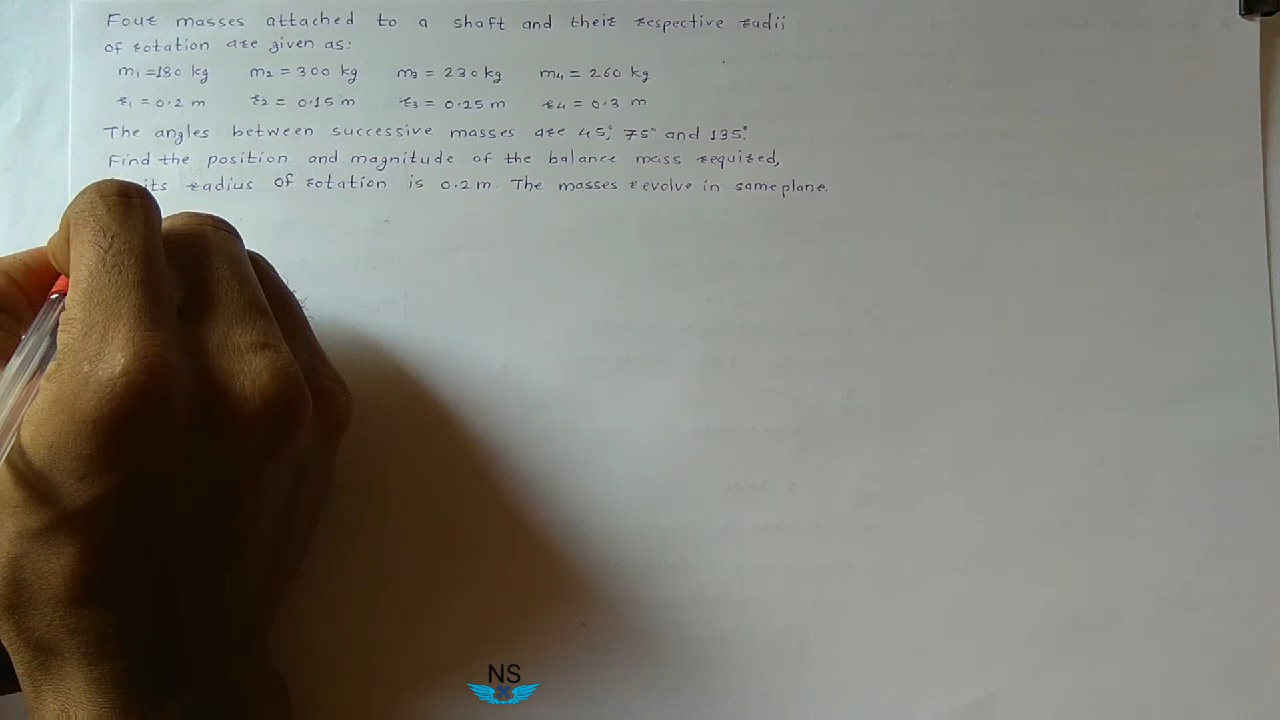 Four masses attached to a shaft and their respective radii
of rotation are given as:
m₁ = 180 kg m₂ = 300 kg m₃ = 230 kg m₄ = 260 kg
r₁ = 0.2 m r₂ = 0.15 m r₃ = 0.25 m r₄ = 0.3 m
The angles between successive masses are 45°, 75° and 135°.
Find the position and magnitude of the balance mass required,
its radius of rotation is 0.2 m. The masses revolve in same plane.
NS